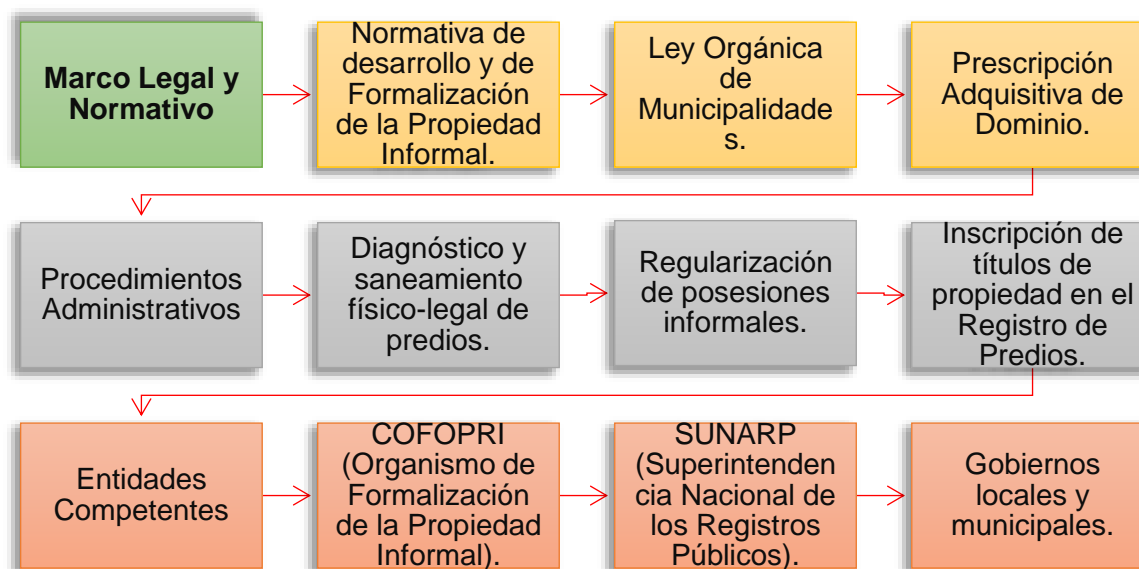 Marco Legal y
Normativo
Normativa de
desarrollo y de
Formalización
de la Propiedad
Informal.
Ley Orgánica
de
Municipalidade
s.
Prescripción
Adquisitiva de
Dominio.
Procedimientos
Administrativos
Diagnóstico y
saneamiento
físico-legal de
predios.
Regularización
de posesiones
informales.
Inscripción de
títulos de
propiedad en el
Registro de
Predios.
Entidades
Competentes
COFOPRI
(Organismo de
Formalización
de la Propiedad
Informal).
SUNARP
(Superintenden
cia Nacional de
los Registros
Públicos).
Gobiernos
locales y
municipales.